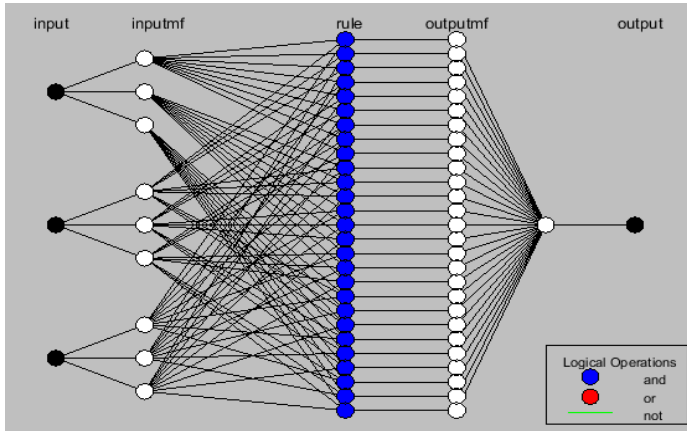 input inputmf rule outputmf output
Logical Operations
and
or
not